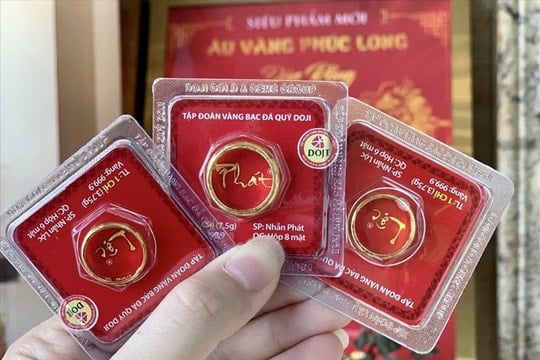 SIÊU PHẨM MỚI
ÂU VÀNG PHÚC LONG
DOJI GOLD & GEMS GROUP
TẬP ĐOÀN VÀNG BẠC ĐÁ QUÝ DOJI
DOJI
Phát
(7,5g)
SP: Nhẫn Phát
QC: Hộp 8 mặt
TL: 1 CHỈ (3,75g)
Vàng 999.9
SP: Nhẫn Lộc
QC: Hộp 6 mặt
Lộc
DOJI
TẬP ĐOÀN VÀNG BẠC ĐÁ QUÝ DOJI
TL: 1 CHỈ (3,75g)
Vàng 999.9
SP: Nhẫn Lộc
QC: Hộp 6 mặt
Lộc
TẬP ĐOÀN VÀNG BẠC ĐÁ QUÝ DOJI